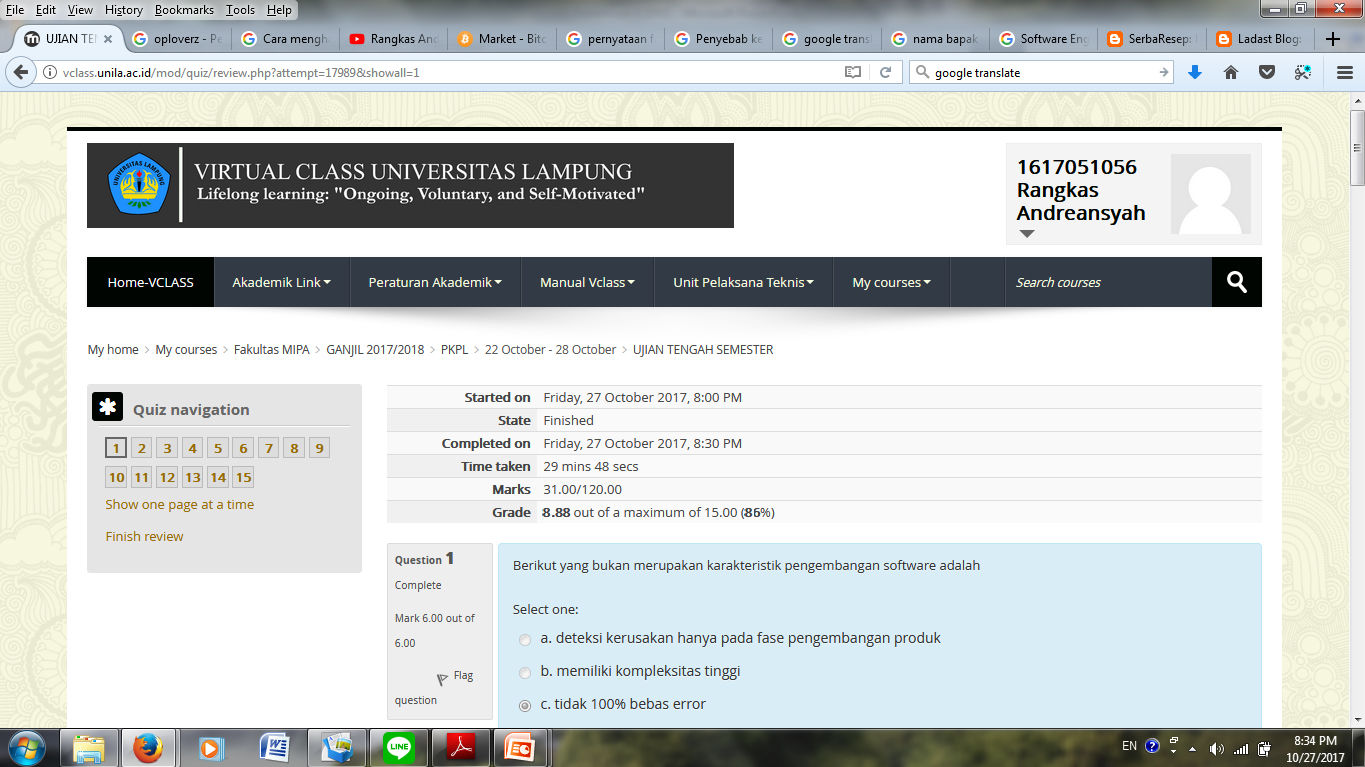 File Edit View History Bookmarks Tools Help
UJIAN TE
oploverz - Pe
Cara mengh
Rangkas And
Market - Bitc
pernyataan f
Penyebab ke
google trans
nama bapak
Software Eng
SerbaResep:
Ladast Blog:
vclass.unila.ac.id/mod/quiz/review.php?attempt=17989&showall=1
google translate
UNIVERSITAS LAMPUNG
VIRTUAL CLASS UNIVERSITAS LAMPUNG
Lifelong learning: "Ongoing, Voluntary, and Self-Motivated"
1617051056
Rangkas
Andreansyah
Home-VCLASS Akademik Link Peraturan Akademik Manual Vclass Unit Pelaksana Teknis My courses Search courses
My home > My courses > Fakultas MIPA > GANJIL 2017/2018 > PKPL > 22 October - 28 October > UJIAN TENGAH SEMESTER
Quiz navigation
1 2 3 4 5 6 7 8 9
10 11 12 13 14 15
Show one page at a time
Finish review
Started on Friday, 27 October 2017, 8:00 PM
State Finished
Completed on Friday, 27 October 2017, 8:30 PM
Time taken 29 mins 48 secs
Marks 31.00/120.00
Grade 8.88 out of a maximum of 15.00 (86%)
Question 1
Complete
Mark 6.00 out of
6.00
Flag
question
Berikut yang bukan merupakan karakteristik pengembangan software adalah
Select one:
a. deteksi kerusakan hanya pada fase pengembangan produk
b. memiliki kompleksitas tinggi
c. tidak 100% bebas error
LINE
EN
8:34 PM
10/27/2017